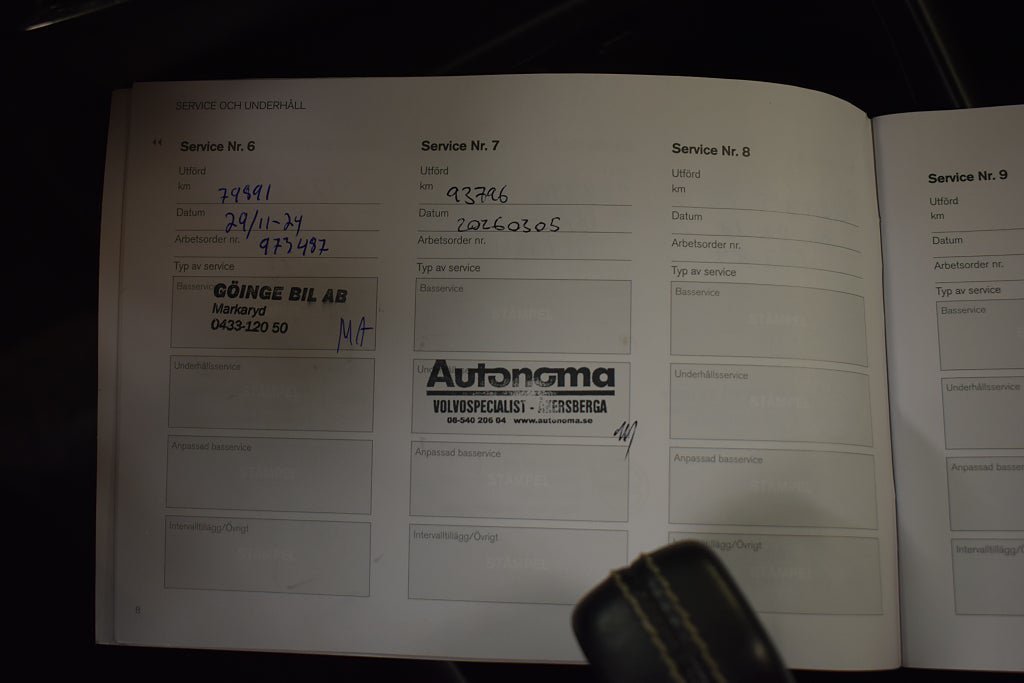 SERVICE OCH UNDERHÅLL
Service Nr. 6
Utförd
km 79891
Datum 29/11-24
Arbetsorder nr. 973487
Typ av service
Basservice
GÖINGE BIL AB
Markaryd
0433-120 50
MA
Underhållsservice
STÄMPEL
Anpassad basservice
STÄMPEL
Intervalltillägg/Övrigt
STÄMPEL
8
Service Nr. 7
Utförd
km 93796
Datum 20260305
Arbetsorder nr.
Typ av service
Basservice
STÄMPEL
Autonoma
VOLVOSPECIALIST - ÅKERSBERGA
08-540 206 04 www.autonoma.se
Anpassad basservice
STÄMPEL
Intervalltillägg/Övrigt
STÄMPEL
Service Nr. 8
Utförd
km
Datum
Arbetsorder nr.
Typ av service
Basservice
STÄMPEL
Underhållsservice
STÄMPEL
Anpassad basservice
STÄMPEL
Intervalltillägg/Övrigt
STÄMPEL
Service Nr. 9
Utförd
km
Datum
Arbetsorder nr.
Typ av service
Basservice
Underhållsservice
Anpassad basservice
Intervalltillägg/